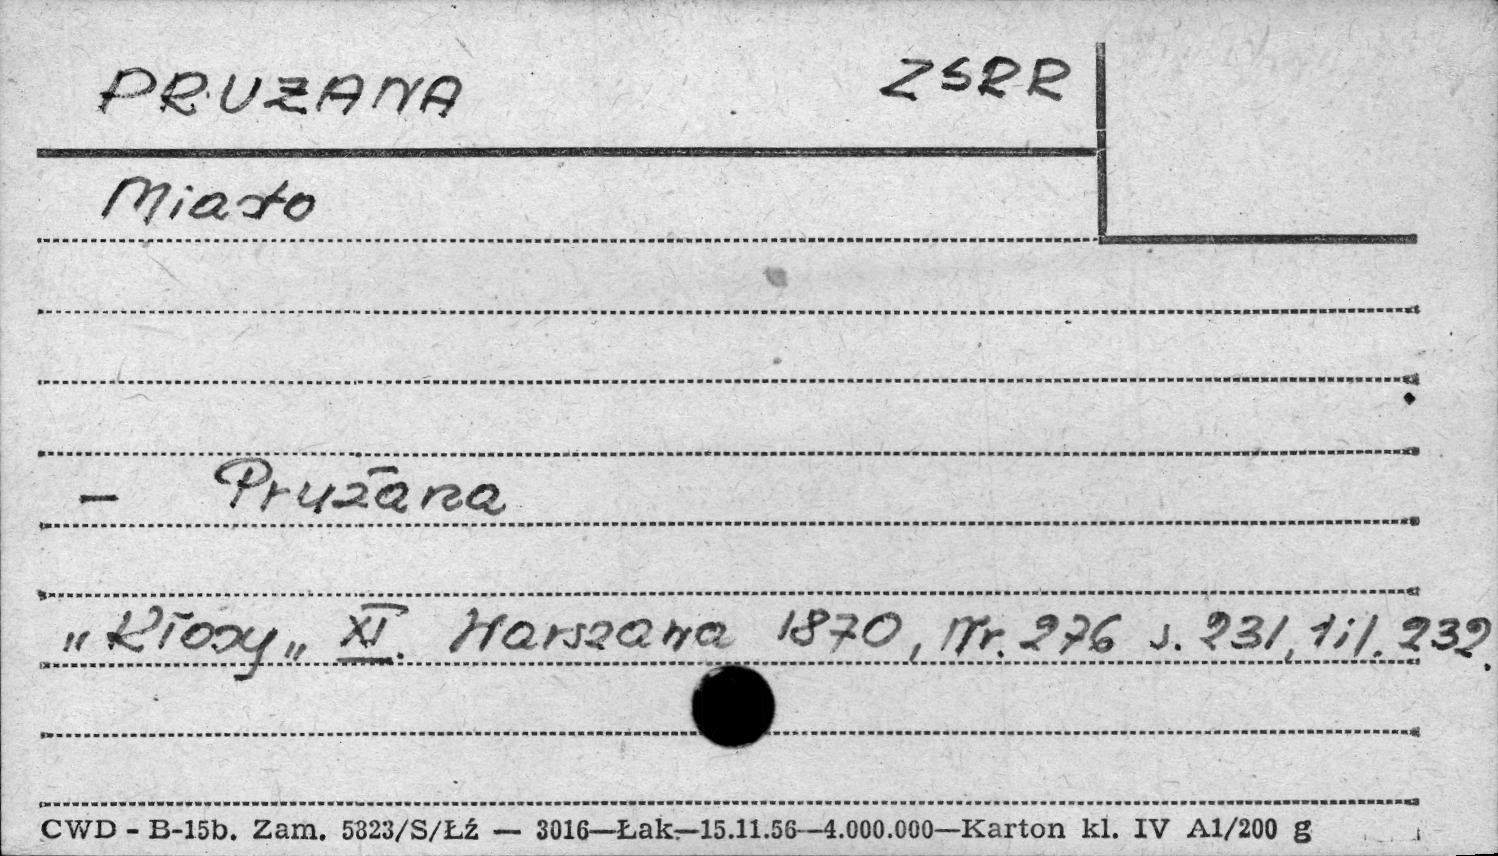 PRUŻANA ZSRR
Miasto
— Prużana
„Kłosy„ XI. Warszawa 1870, Nr. 276 s. 231, 1 il. 232.
CWD - B-15b. Zam. 5823/S/Łź — 3016—Łak.—15.11.56—4.000.000—Karton kl. IV A1/200 g